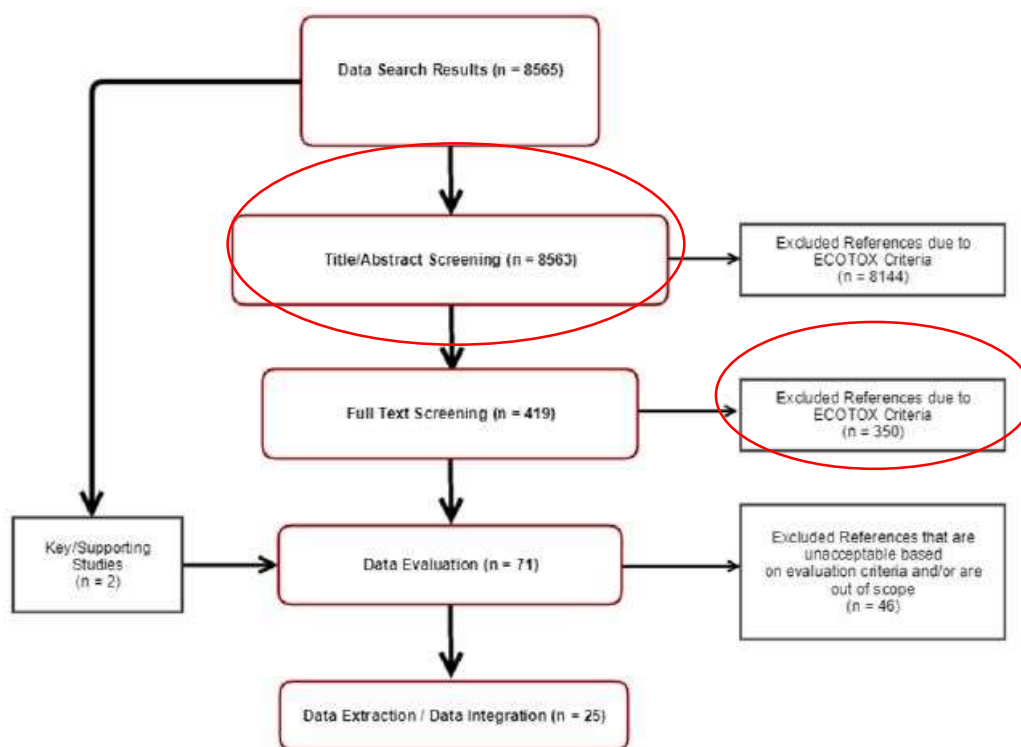 Data Search Results (n = 8565)
Title/Abstract Screening (n = 8563)
Excluded References due to
ECOTOX Criteria
(n = 8144)
Full Text Screening (n = 419)
Excluded References due to
ECOTOX Criteria
(n = 350)
Key/Supporting
Studies
(n = 2)
Data Evaluation (n = 71)
Excluded References that are
unacceptable based
on evaluation criteria and/or are
out of scope
(n = 46)
Data Extraction / Data Integration (n = 25)